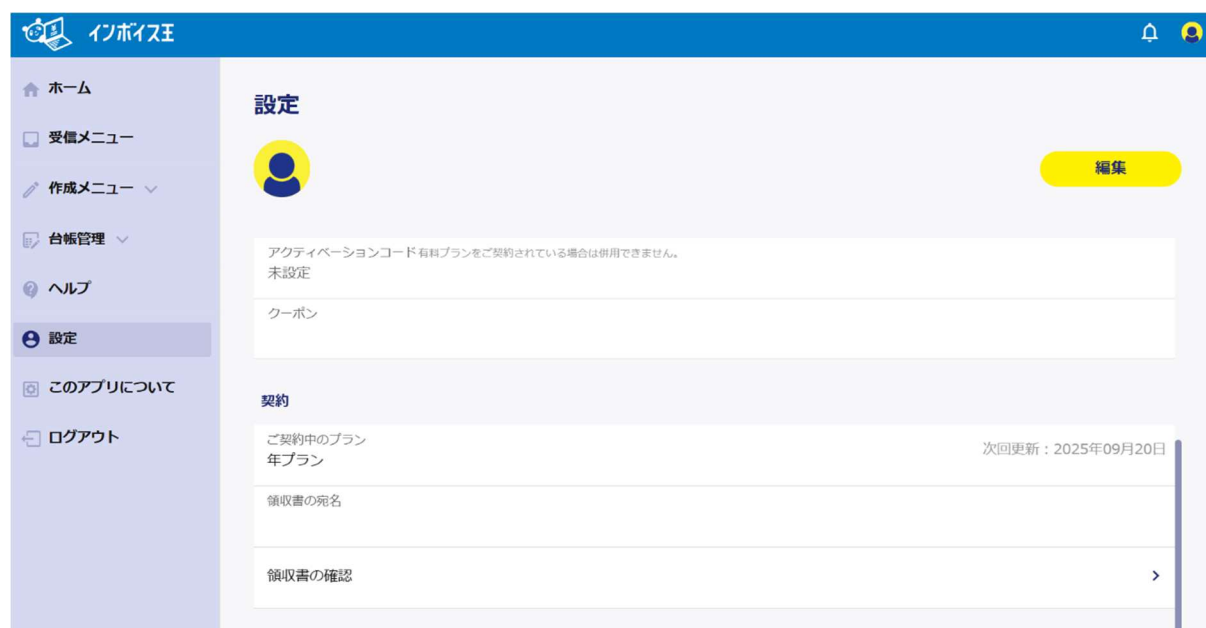 インボイス王
ホーム
受信メニュー
作成メニュー
台帳管理
ヘルプ
設定
このアプリについて
ログアウト
設定
編集
アクティベーションコード 有料プランをご契約されている場合は併用できません。
未設定
クーポン
契約
ご契約中のプラン
年プラン
次回更新：2025年09月20日
領収書の宛名
領収書の確認